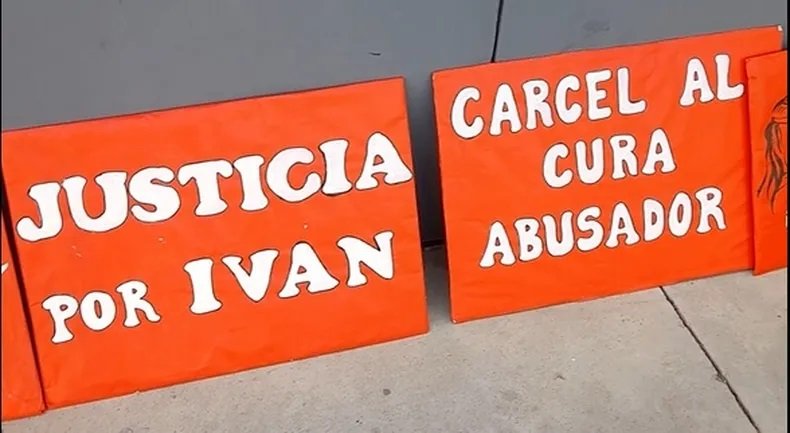 JUSTICIA
POR IVAN
CARCEL AL
CURA
ABUSADOR